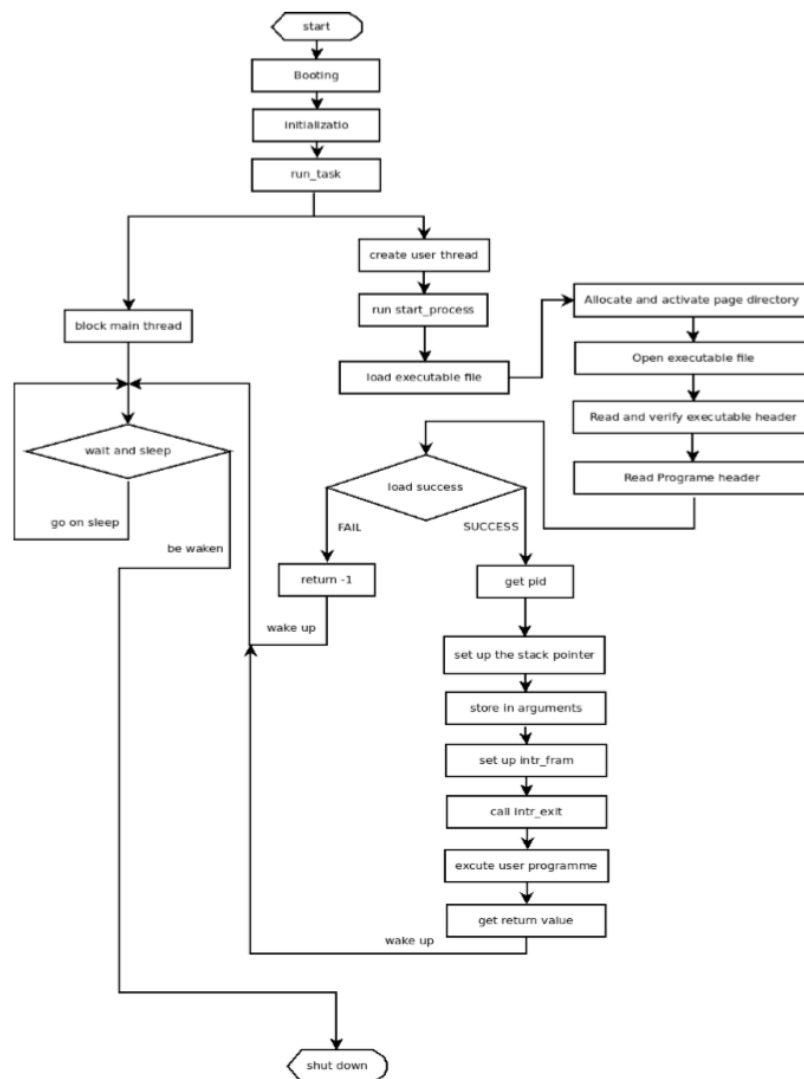 start
Booting
initializatio
run_task
create user thread
run start_process
load executable file
Allocate and activate page directory
Open executable file
Read and verify executable header
Read Programe header
block main thread
wait and sleep
go on sleep
be waken
load success
FAIL
SUCCESS
return -1
wake up
get pid
set up the stack pointer
store in arguments
set up intr_fram
call intr_exit
excute user programme
get return value
wake up
shut down